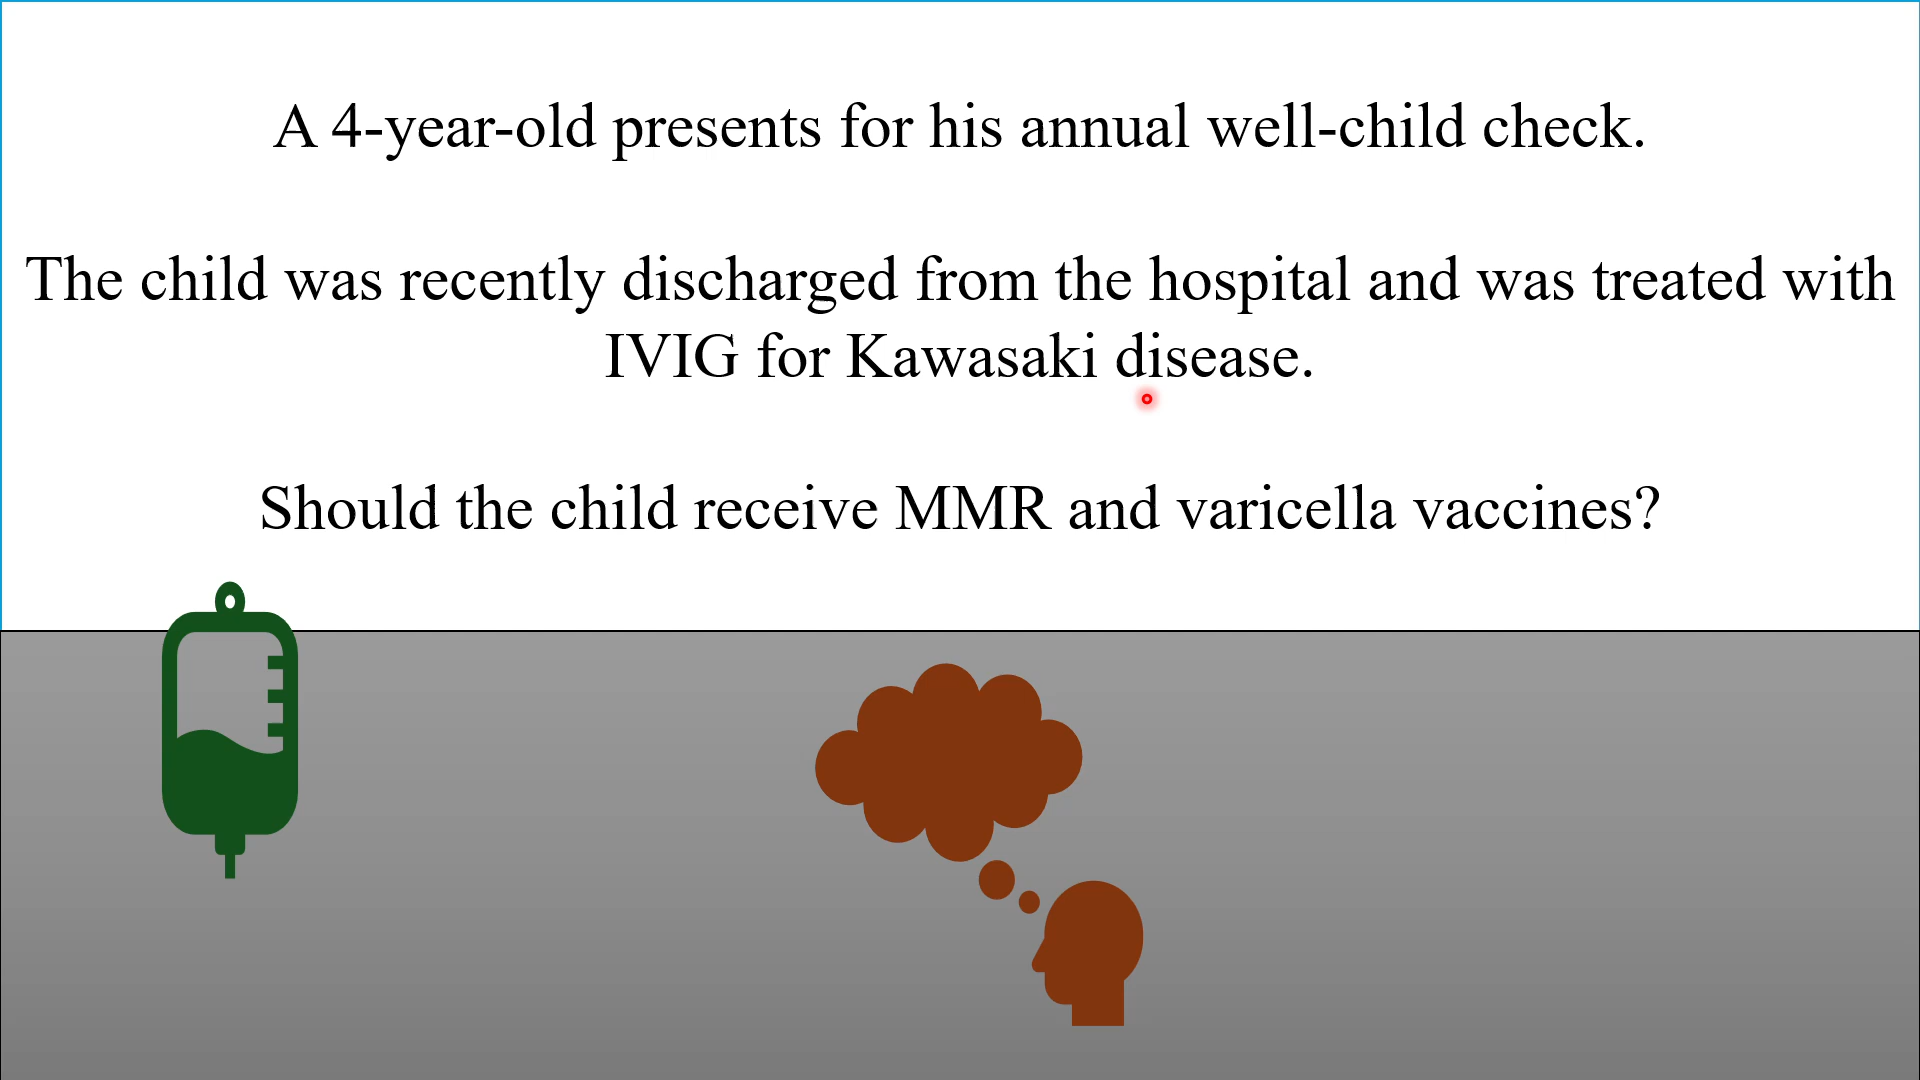 A 4-year-old presents for his annual well-child check.
The child was recently discharged from the hospital and was treated with
IVIG for Kawasaki disease.
Should the child receive MMR and varicella vaccines?